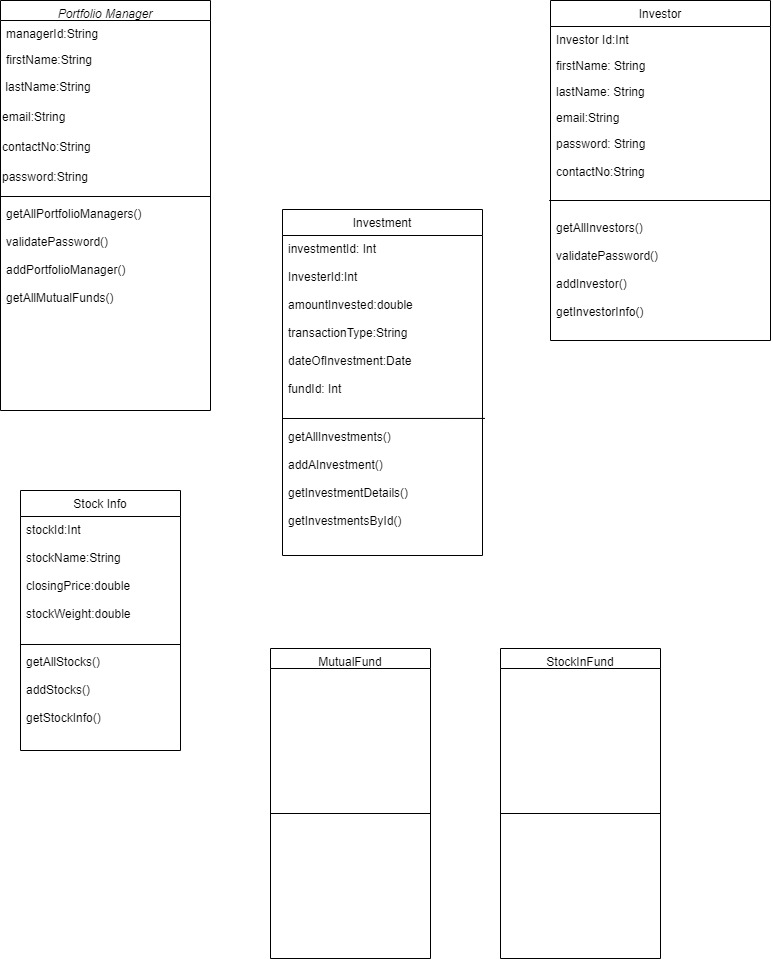 Portfolio Manager
managerId:String
firstName:String
lastName:String
email:String
contactNo:String
password:String
getAllPortfolioManagers()
validatePassword()
addPortfolioManager()
getAllMutualFunds()
Investor
Investor Id:Int
firstName: String
lastName: String
email:String
password: String
contactNo:String
getAllInvestors()
validatePassword()
addInvestor()
getInvestorInfo()
Investment
investmentId: Int
InvesterId:Int
amountInvested:double
transactionType:String
dateOfInvestment:Date
fundId: Int
getAllInvestments()
addAInvestment()
getInvestmentDetails()
getInvestmentsById()
Stock Info
stockId:Int
stockName:String
closingPrice:double
stockWeight:double
getAllStocks()
addStocks()
getStockInfo()
MutualFund
StockInFund